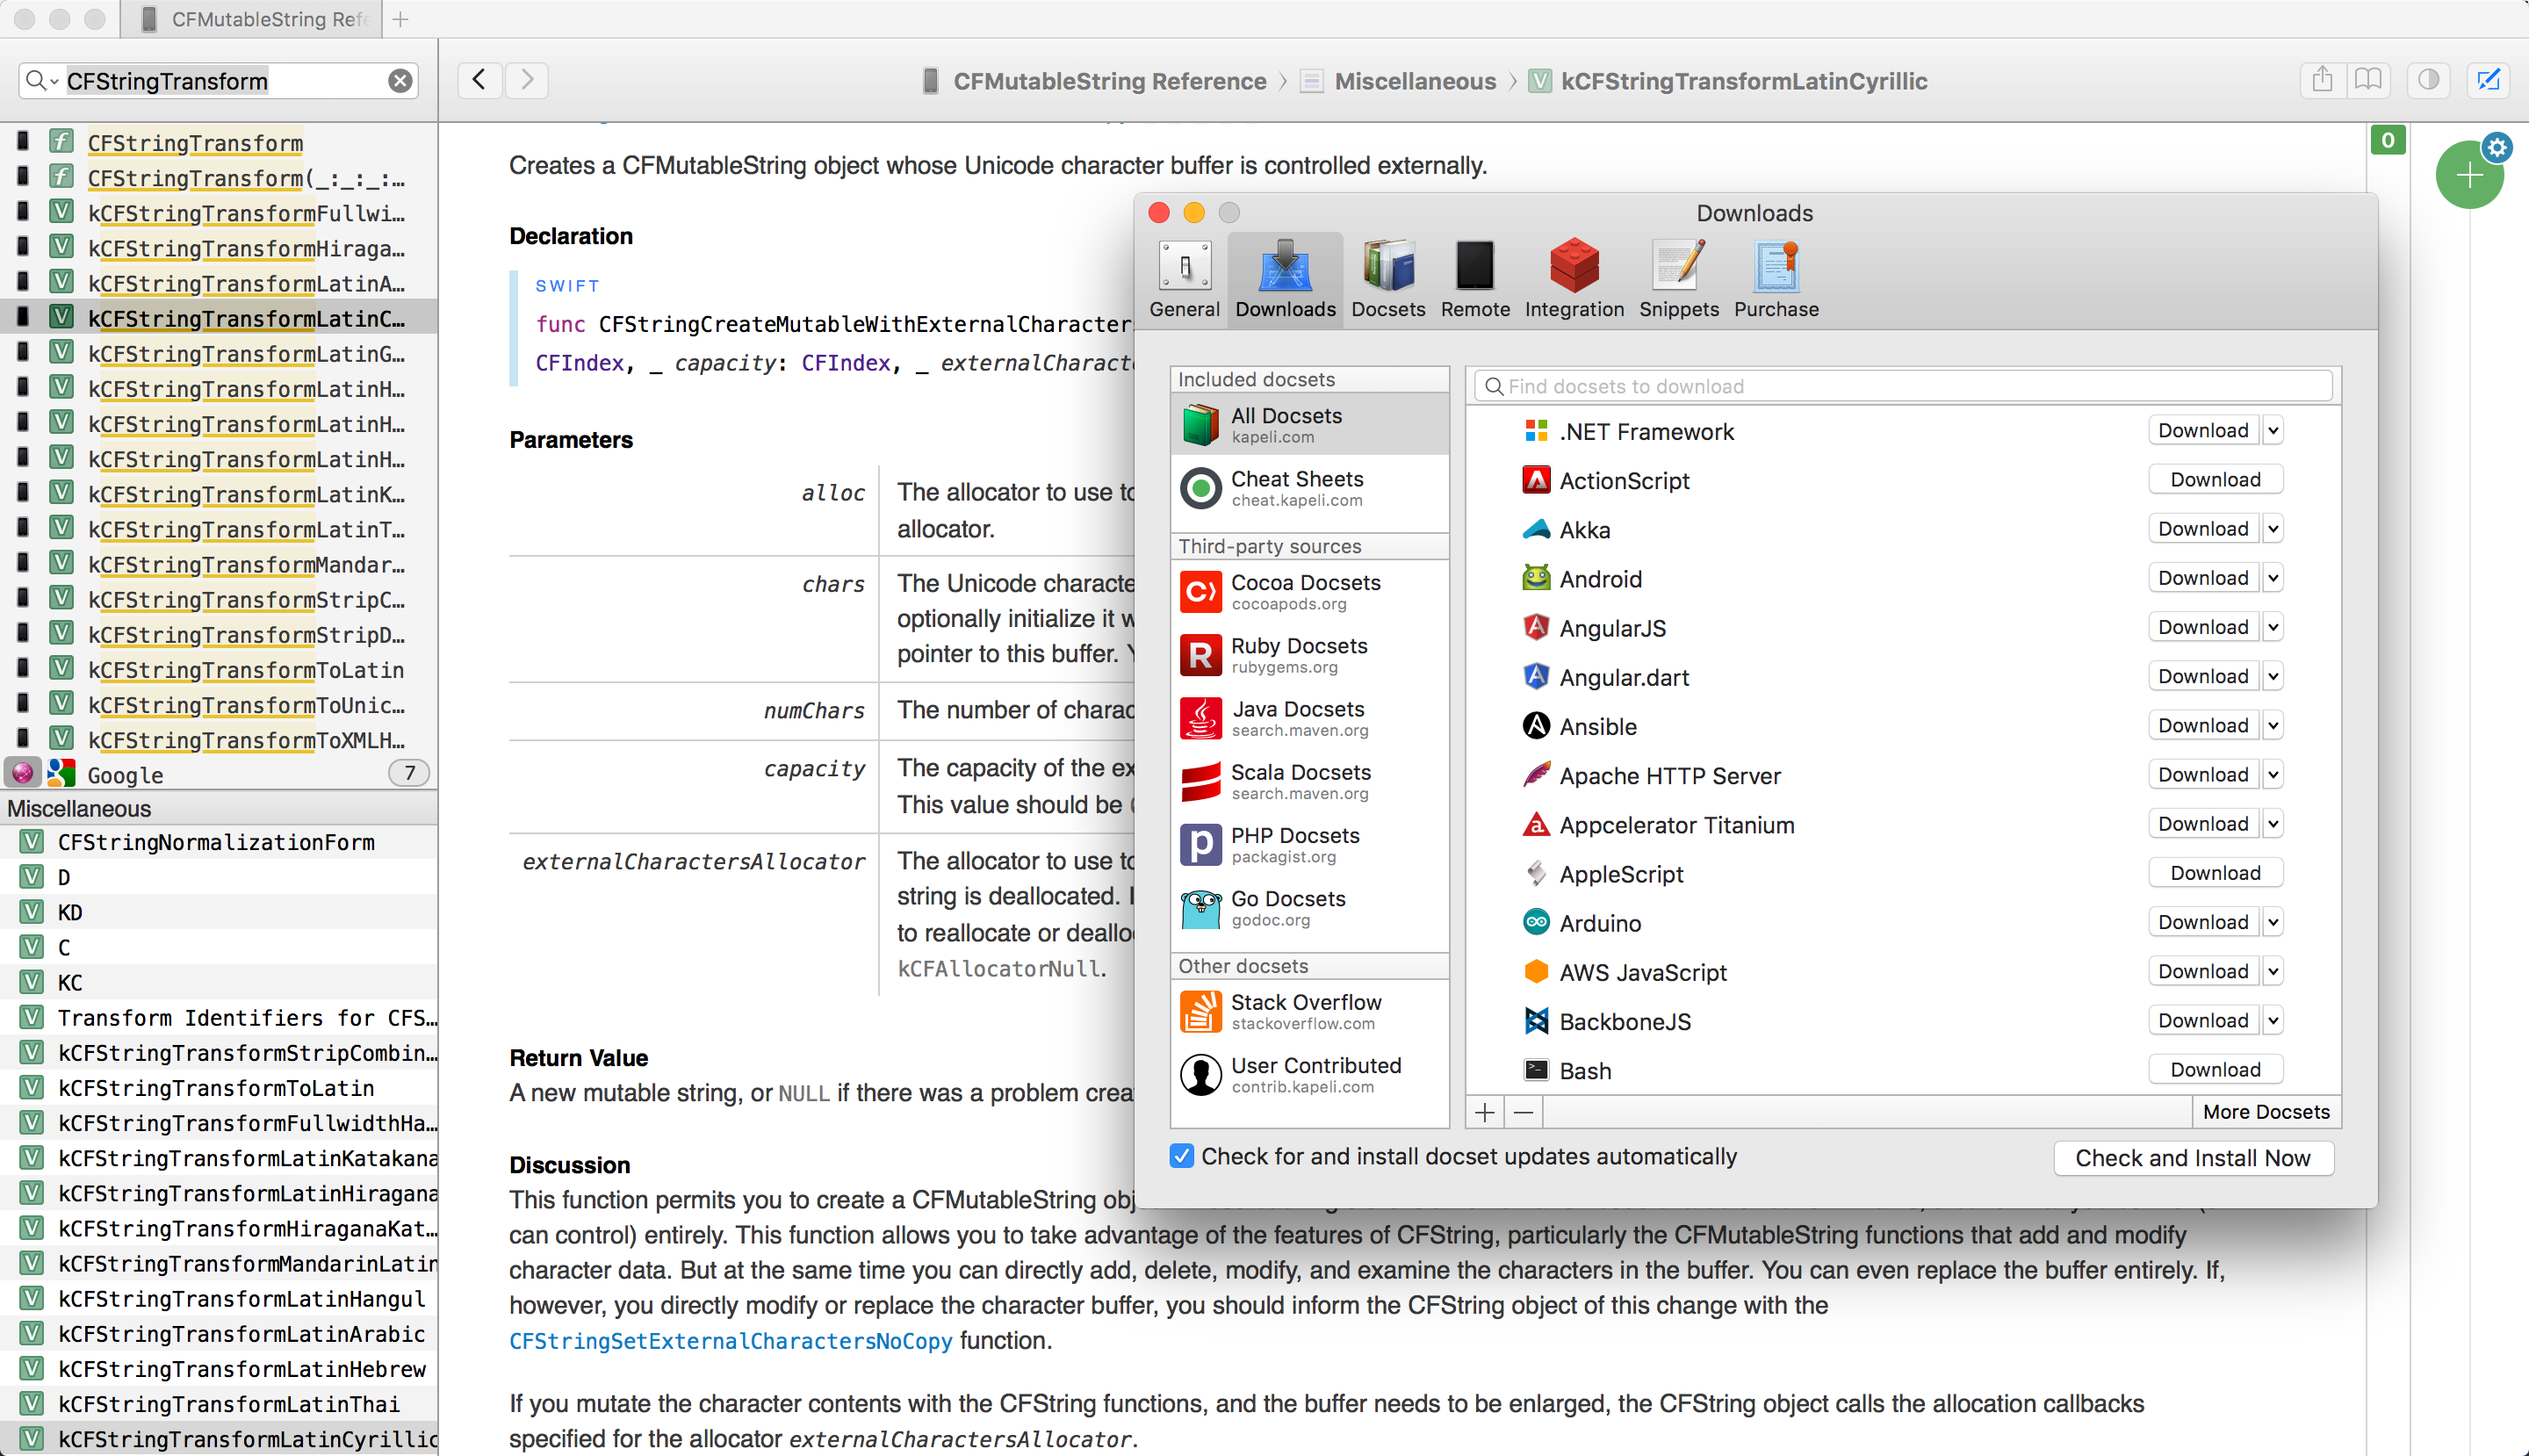 CFMutableString Refe
CFStringTransform
CFMutableString Reference
Miscellaneous
kCFStringTransformLatinCyrillic
CFStringTransform
CFStringTransform(_:_:_:…
kCFStringTransformFullwi…
kCFStringTransformHiraga…
kCFStringTransformLatinA…
kCFStringTransformLatinC…
kCFStringTransformLatinG…
kCFStringTransformLatinH…
kCFStringTransformLatinH…
kCFStringTransformLatinH…
kCFStringTransformLatinK…
kCFStringTransformLatinT…
kCFStringTransformMandar…
kCFStringTransformStripC…
kCFStringTransformStripD…
kCFStringTransformToLatin
kCFStringTransformToUnic…
kCFStringTransformToXMLH…
Google 7
Miscellaneous
CFStringNormalizationForm
D
KD
C
KC
Transform Identifiers for CFS…
kCFStringTransformStripCombin…
kCFStringTransformToLatin
kCFStringTransformFullwidthHa…
kCFStringTransformLatinKatakana
kCFStringTransformLatinHiragana
kCFStringTransformHiraganaKat…
kCFStringTransformMandarinLatin
kCFStringTransformLatinHangul
kCFStringTransformLatinArabic
kCFStringTransformLatinHebrew
kCFStringTransformLatinThai
kCFStringTransformLatinCyrillic
Creates a CFMutableString object whose Unicode character buffer is controlled externally.
0
Declaration
SWIFT
func CFStringCreateMutableWithExternalCharacter
CFIndex, _ capacity: CFIndex, _ externalCharact
Parameters
alloc
The allocator to use to
allocator.
chars
The Unicode characte
optionally initialize it w
pointer to this buffer.
numChars
The number of charac
capacity
The capacity of the ex
This value should be
externalCharactersAllocator
The allocator to use to
string is deallocated. I
to reallocate or deallo
kCFAllocatorNull.
Return Value
A new mutable string, or NULL if there was a problem crea
Discussion
This function permits you to create a CFMutableString obj
can control) entirely. This function allows you to take advantage of the features of CFString, particularly the CFMutableString functions that add and modify
character data. But at the same time you can directly add, delete, modify, and examine the characters in the buffer. You can even replace the buffer entirely. If,
however, you directly modify or replace the character buffer, you should inform the CFString object of this change with the
CFStringSetExternalCharactersNoCopy function.
If you mutate the character contents with the CFString functions, and the buffer needs to be enlarged, the CFString object calls the allocation callbacks
specified for the allocator externalCharactersAllocator.
Downloads
General Downloads Docsets Remote Integration Snippets Purchase
Included docsets
All Docsets
kapeli.com
Cheat Sheets
cheat.kapeli.com
Third-party sources
Cocoa Docsets
cocoapods.org
Ruby Docsets
rubygems.org
Java Docsets
search.maven.org
Scala Docsets
search.maven.org
PHP Docsets
packagist.org
Go Docsets
godoc.org
Other docsets
Stack Overflow
stackoverflow.com
User Contributed
contrib.kapeli.com
Find docsets to download
.NET Framework Download
ActionScript Download
Akka Download
Android Download
AngularJS Download
Angular.dart Download
Ansible Download
Apache HTTP Server Download
Appcelerator Titanium Download
AppleScript Download
Arduino Download
AWS JavaScript Download
BackboneJS Download
Bash Download
More Docsets
Check for and install docset updates automatically
Check and Install Now